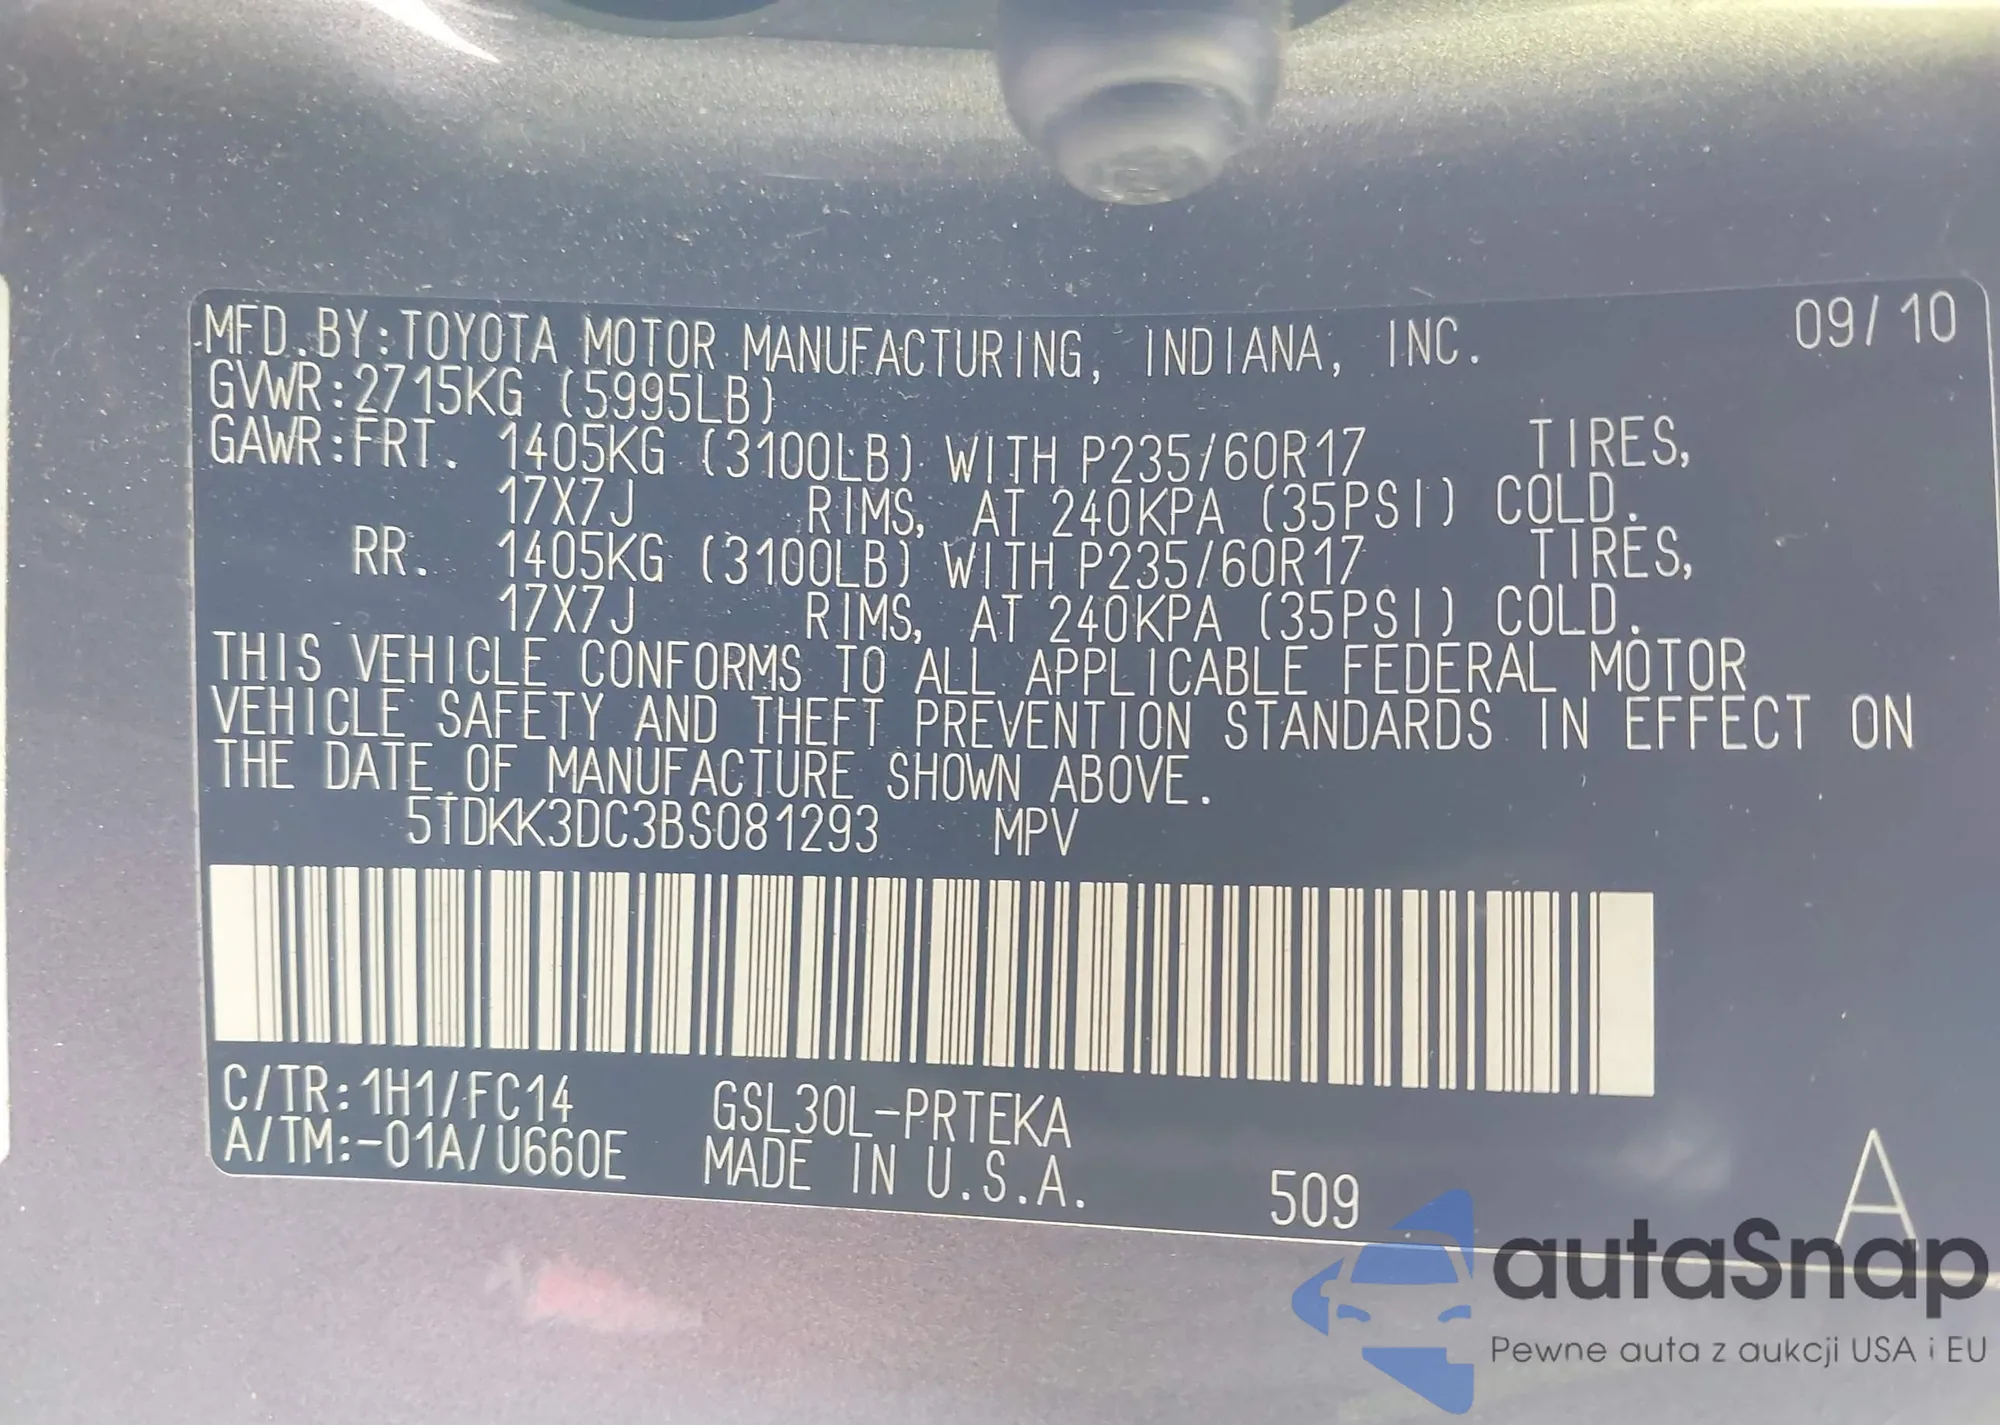 MFD.BY:TOYOTA MOTOR MANUFACTURING, INDIANA, INC. 09/10
GVWR:2715KG (5995LB)
GAWR:FRT. 1405KG (3100LB) WITH P235/60R17 TIRES,
17X7J RIMS, AT 240KPA (35PSI) COLD.
RR. 1405KG (3100LB) WITH P235/60R17 TIRES,
17X7J RIMS, AT 240KPA (35PSI) COLD.
THIS VEHICLE CONFORMS TO ALL APPLICABLE FEDERAL MOTOR
VEHICLE SAFETY AND THEFT PREVENTION STANDARDS IN EFFECT ON
THE DATE OF MANUFACTURE SHOWN ABOVE.
5TDKK3DC3BS081293 MPV
C/TR:1H1/FC14 GSL30L-PRTEKA
A/TM:-01A/U660E MADE IN U.S.A. 509 A
autaSnap
Pewne auta z aukcji USA i EU